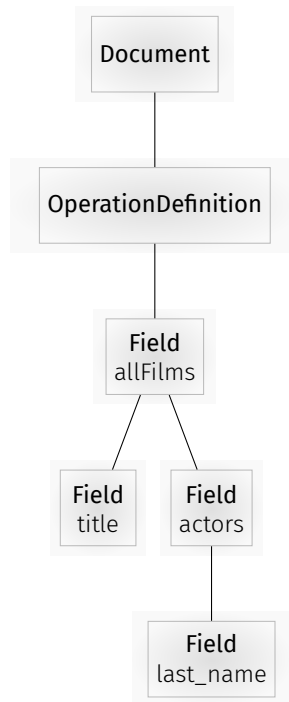 Document
OperationDefinition
Field
allFilms
Field
title
Field
actors
Field
last_name